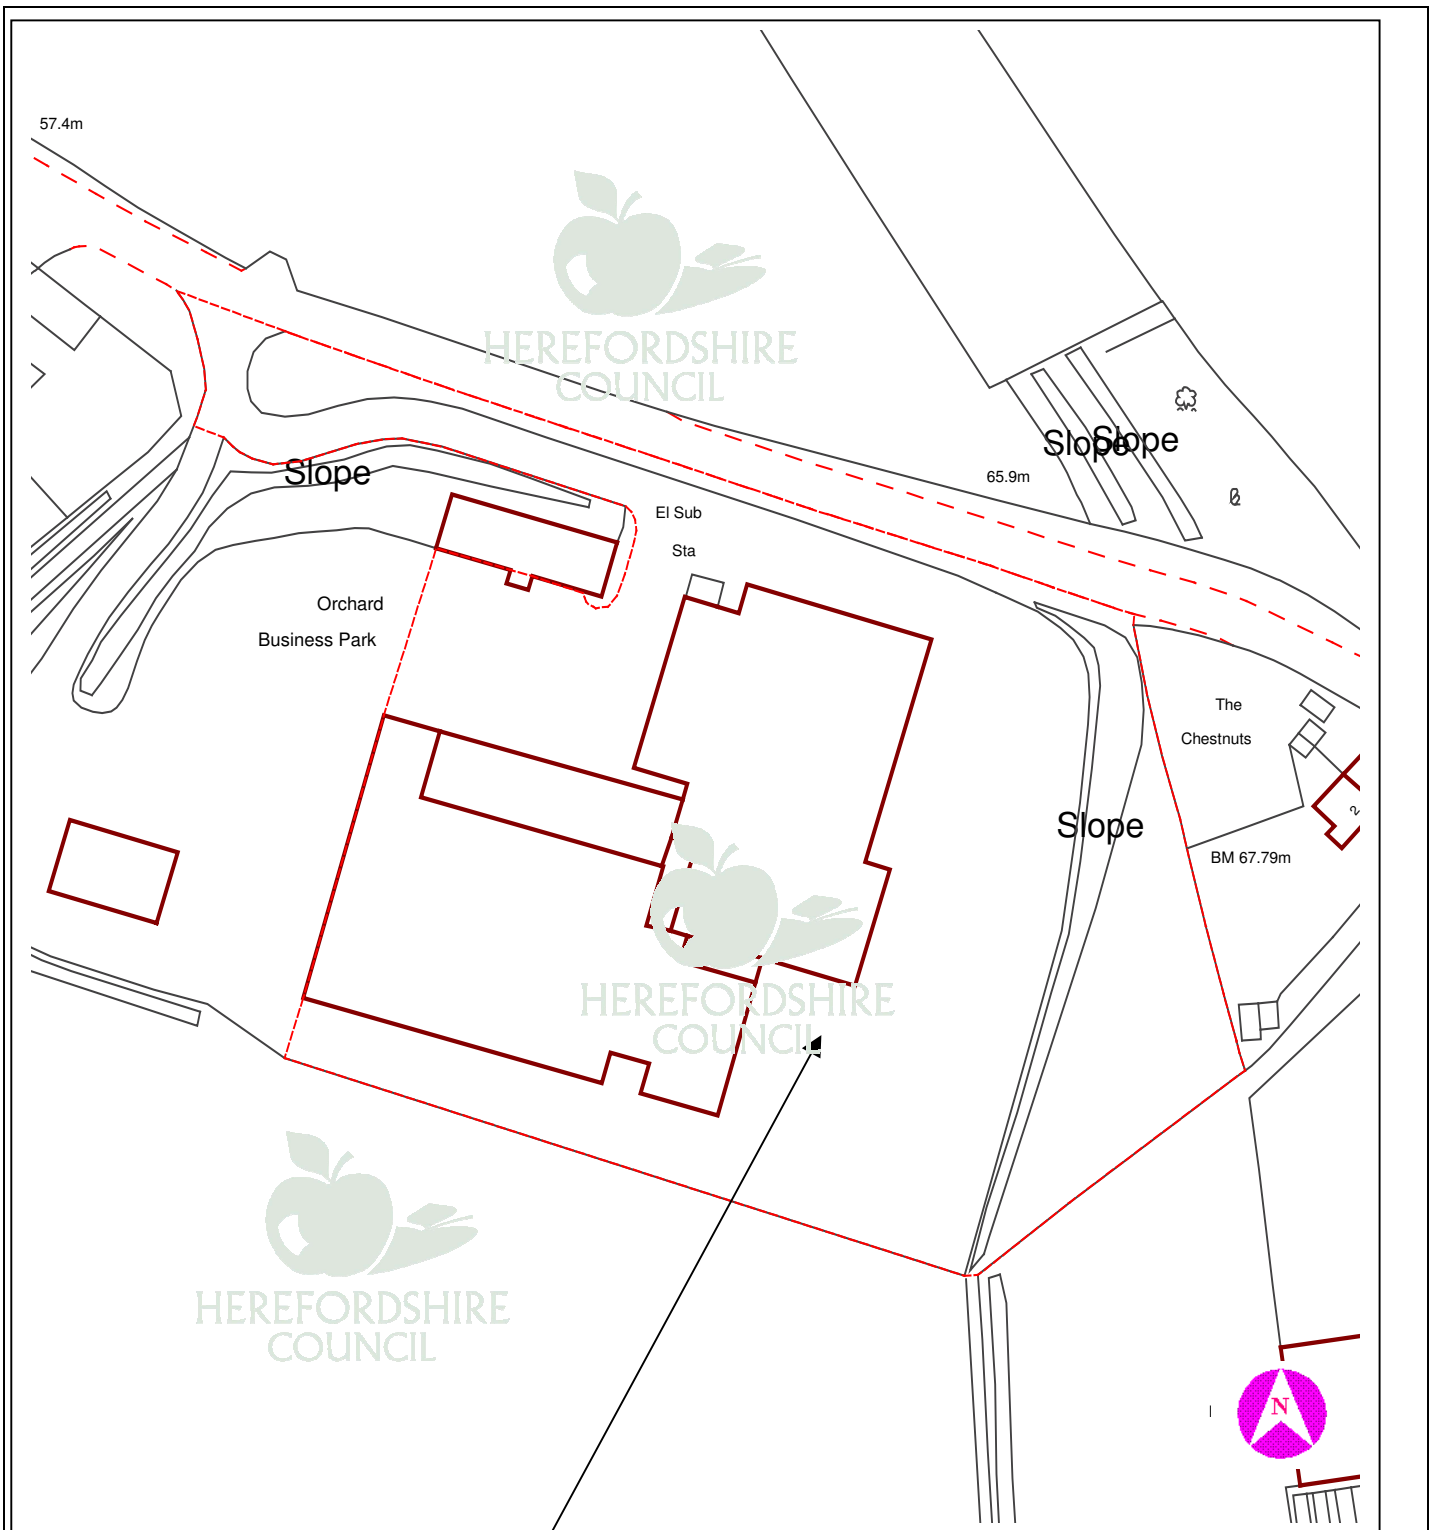 57.4m
HEREFORDSHIRE
COUNCIL
Slope
Slope
Slope
65.9m
El Sub
Sta
Orchard
Business Park
The
Chestnuts
2
Slope
BM 67.79m
HEREFORDSHIRE
COUNCIL
HEREFORDSHIRE
COUNCIL
N